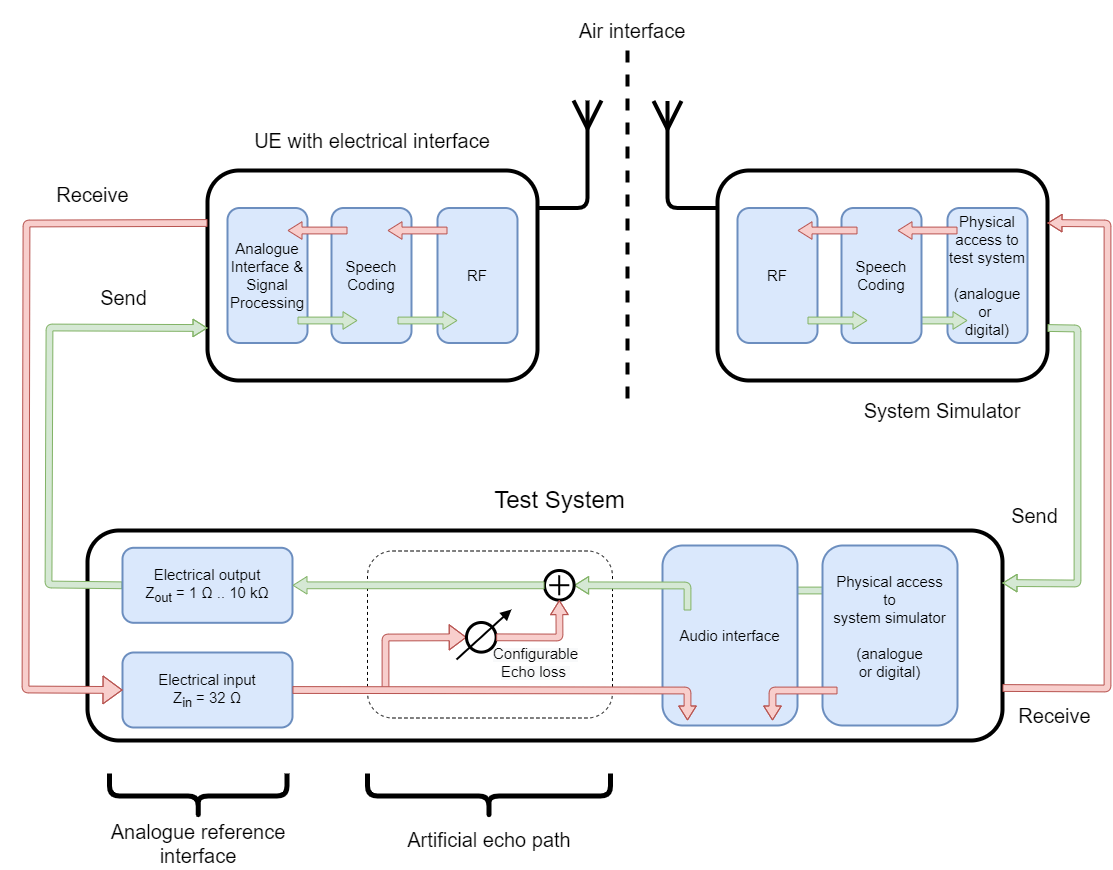 Air interface
UE with electrical interface
Receive
Send
Analogue
Interface &
Signal
Processing
Speech
Coding
RF
RF
Speech
Coding
Physical
access to
test system
(analogue
or
digital)
System Simulator
Test System
Send
Electrical output
Zout = 1 Ω .. 10 kΩ
Electrical input
Zin = 32 Ω
Configurable
Echo loss
Audio interface
Physical access
to
system simulator
(analogue
or digital)
Receive
Analogue reference
interface
Artificial echo path